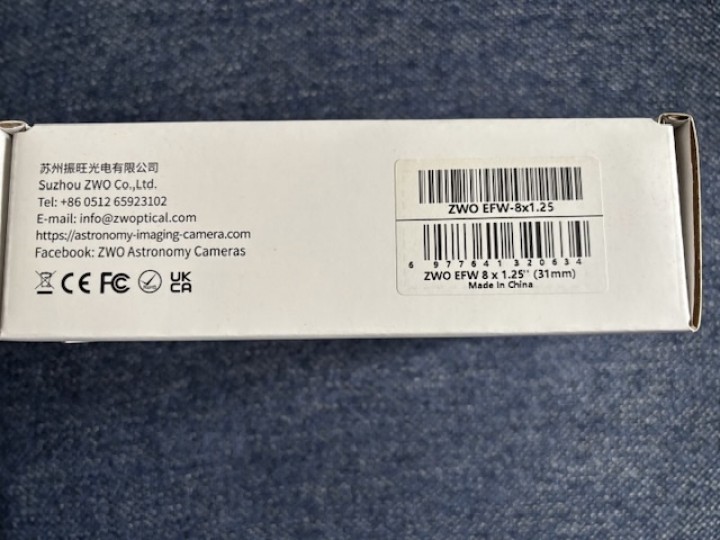 苏州振旺光电有限公司
Suzhou ZWO Co.,Ltd.
Tel: +86 0512 65923102
E-mail: info@zwoptical.com
https://astronomy-imaging-camera.com
Facebook: ZWO Astronomy Cameras
CE FC UK
CA
ZWO EFW-8x1.25
6 977641 320634
ZWO EFW 8 x 1.25" (31mm)
Made in China